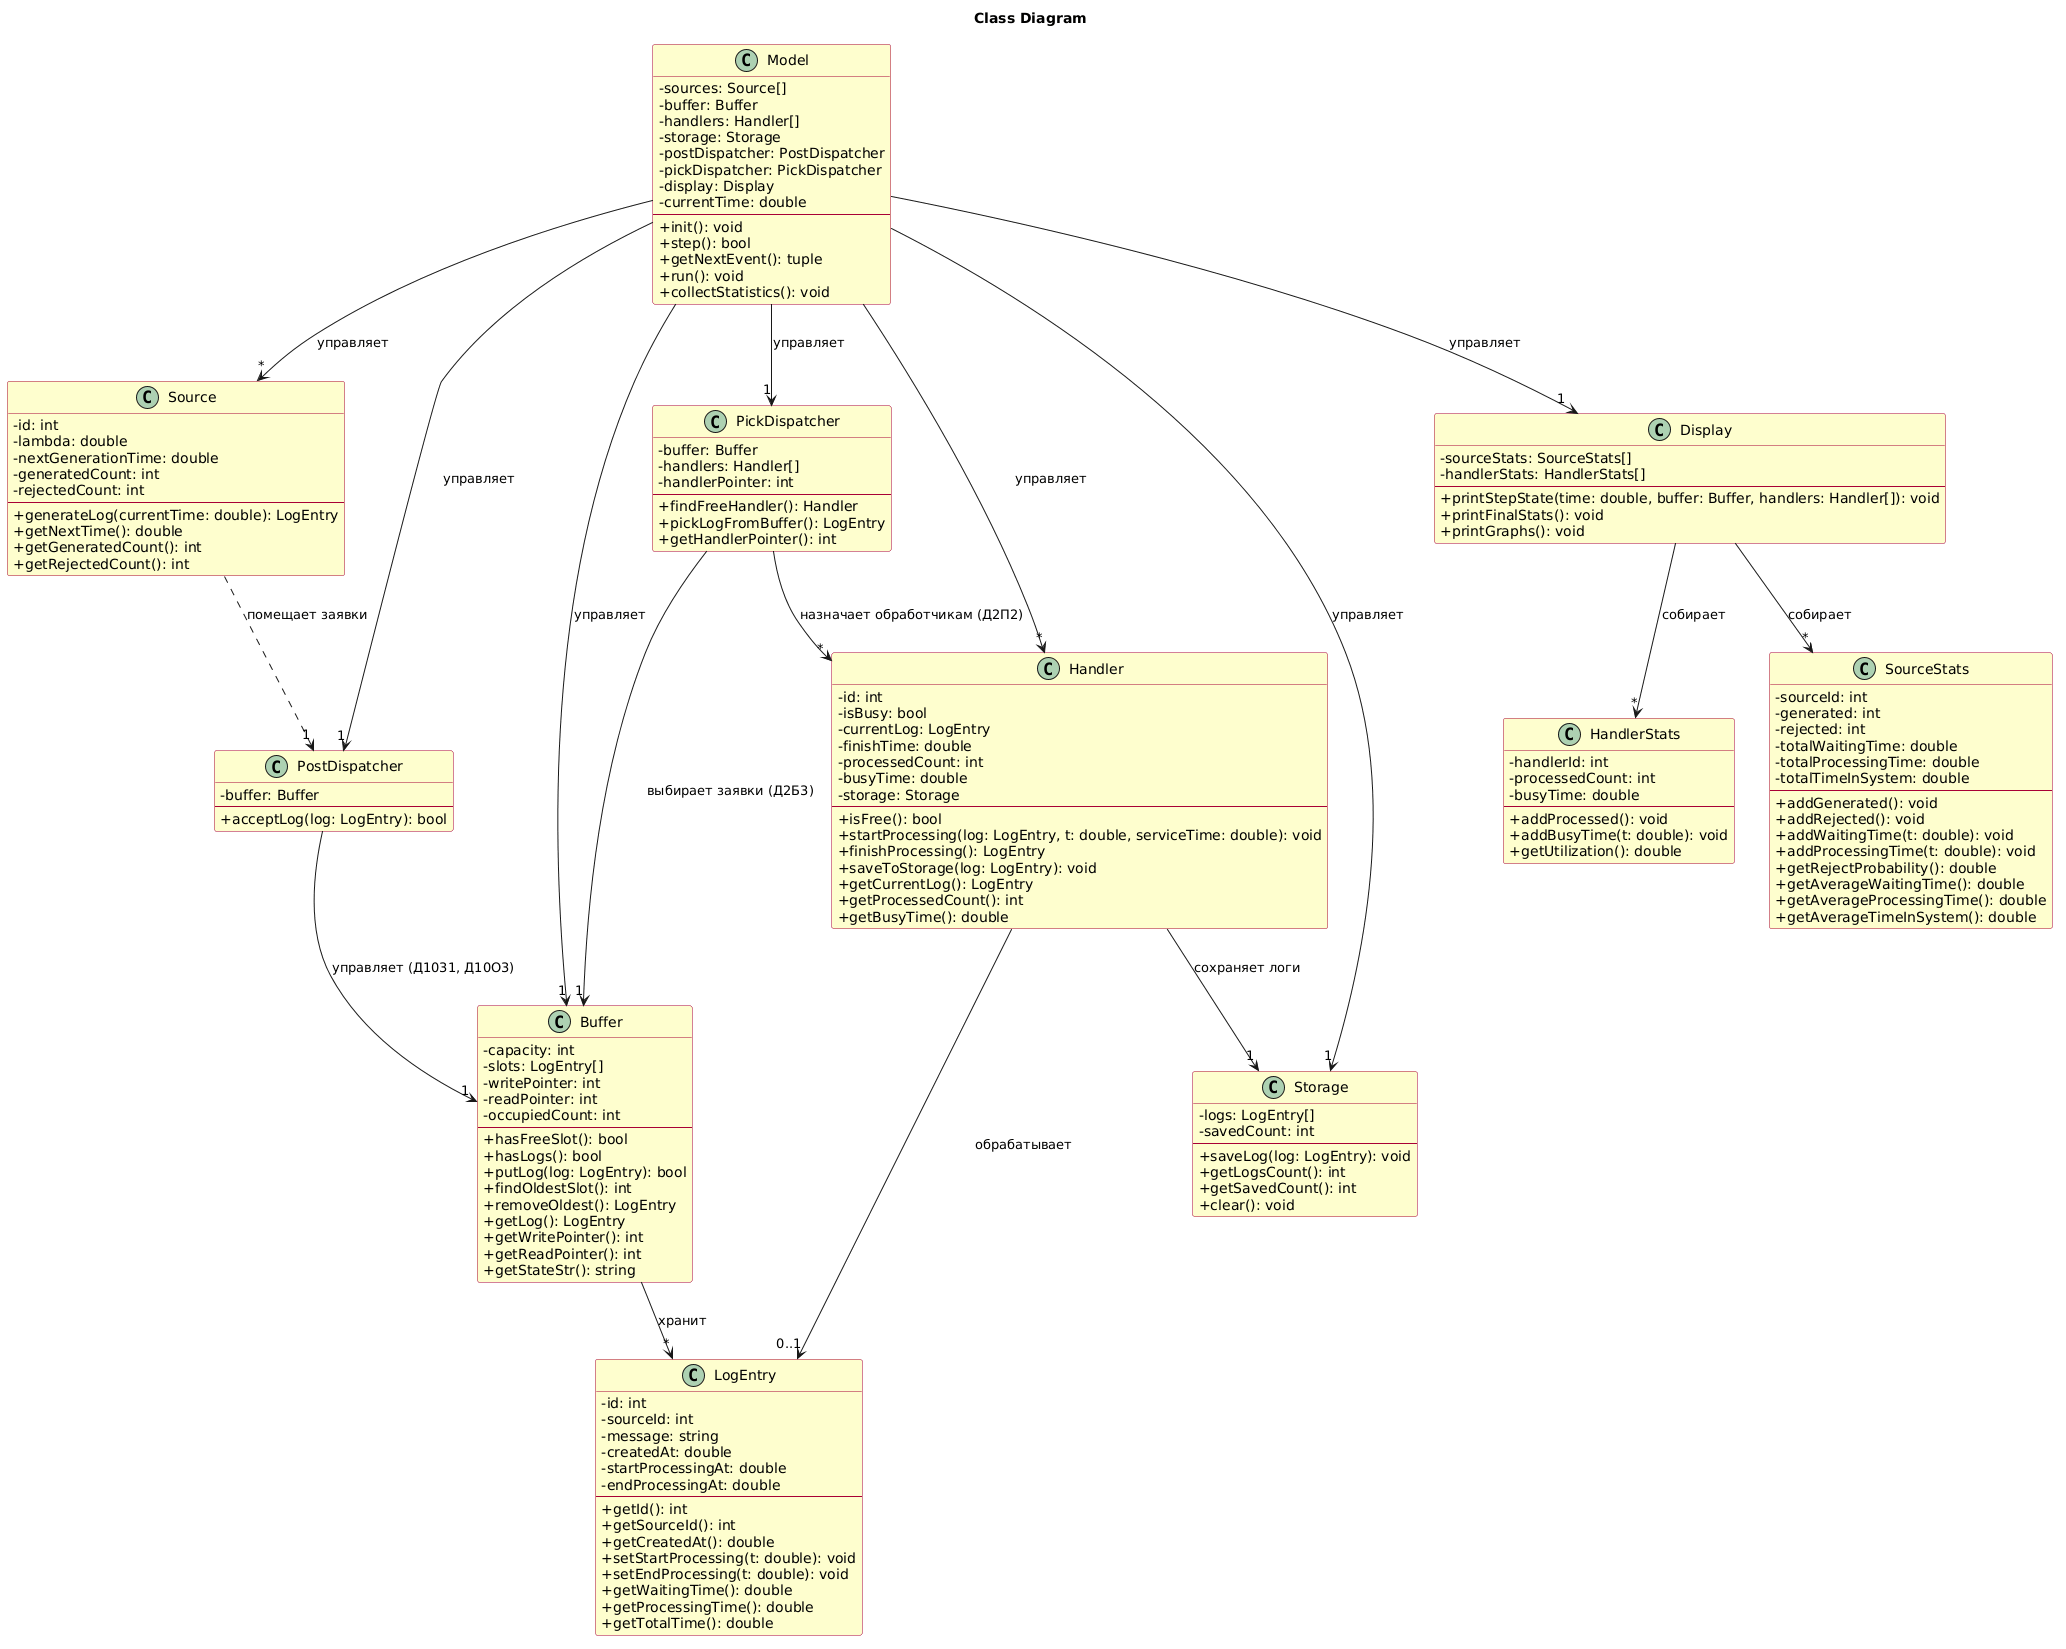 Class Diagram
Model
-sources: Source[]
-buffer: Buffer
-handlers: Handler[]
-storage: Storage
-postDispatcher: PostDispatcher
-pickDispatcher: PickDispatcher
-display: Display
-currentTime: double
+init(): void
+step(): bool
+getNextEvent(): tuple
+run(): void
+collectStatistics(): void
управляет
*
управляет
1
управляет
1
Source
-id: int
-lambda: double
-nextGenerationTime: double
-generatedCount: int
-rejectedCount: int
+generateLog(currentTime: double): LogEntry
+getNextTime(): double
+getGeneratedCount(): int
+getRejectedCount(): int
управляет
PickDispatcher
-buffer: Buffer
-handlers: Handler[]
-handlerPointer: int
+findFreeHandler(): Handler
+pickLogFromBuffer(): LogEntry
+getHandlerPointer(): int
управляет
Display
-sourceStats: SourceStats[]
-handlerStats: HandlerStats[]
+printStepState(time: double, buffer: Buffer, handlers: Handler[]): void
+printFinalStats(): void
+printGraphs(): void
помещает заявки
1
1
управляет
назначает обработчикам (Д2П2)
*
*
управляет
собирает
*
собирает
*
PostDispatcher
-buffer: Buffer
+acceptLog(log: LogEntry): bool
выбирает заявки (Д2Б3)
Handler
-id: int
-isBusy: bool
-currentLog: LogEntry
-finishTime: double
-processedCount: int
-busyTime: double
-storage: Storage
+isFree(): bool
+startProcessing(log: LogEntry, t: double, serviceTime: double): void
+finishProcessing(): LogEntry
+saveToStorage(log: LogEntry): void
+getCurrentLog(): LogEntry
+getProcessedCount(): int
+getBusyTime(): double
HandlerStats
-handlerId: int
-processedCount: int
-busyTime: double
+addProcessed(): void
+addBusyTime(t: double): void
+getUtilization(): double
SourceStats
-sourceId: int
-generated: int
-rejected: int
-totalWaitingTime: double
-totalProcessingTime: double
-totalTimeInSystem: double
+addGenerated(): void
+addRejected(): void
+addWaitingTime(t: double): void
+addProcessingTime(t: double): void
+getRejectProbability(): double
+getAverageWaitingTime(): double
+getAverageProcessingTime(): double
+getAverageTimeInSystem(): double
управляет (Д1ОЗ1, Д1ОО3)
1
1
1
сохраняет логи
1
1
Buffer
-capacity: int
-slots: LogEntry[]
-writePointer: int
-readPointer: int
-occupiedCount: int
+hasFreeSlot(): bool
+hasLogs(): bool
+putLog(log: LogEntry): bool
+findOldestSlot(): int
+removeOldest(): LogEntry
+getLog(): LogEntry
+getWritePointer(): int
+getReadPointer(): int
+getStateStr(): string
обрабатывает
Storage
-logs: LogEntry[]
-savedCount: int
+saveLog(log: LogEntry): void
+getLogsCount(): int
+getSavedCount(): int
+clear(): void
хранит
*
0..1
LogEntry
-id: int
-sourceId: int
-message: string
-createdAt: double
-startProcessingAt: double
-endProcessingAt: double
+getId(): int
+getSourceId(): int
+getCreatedAt(): double
+setStartProcessing(t: double): void
+setEndProcessing(t: double): void
+getWaitingTime(): double
+getProcessingTime(): double
+getTotalTime(): double